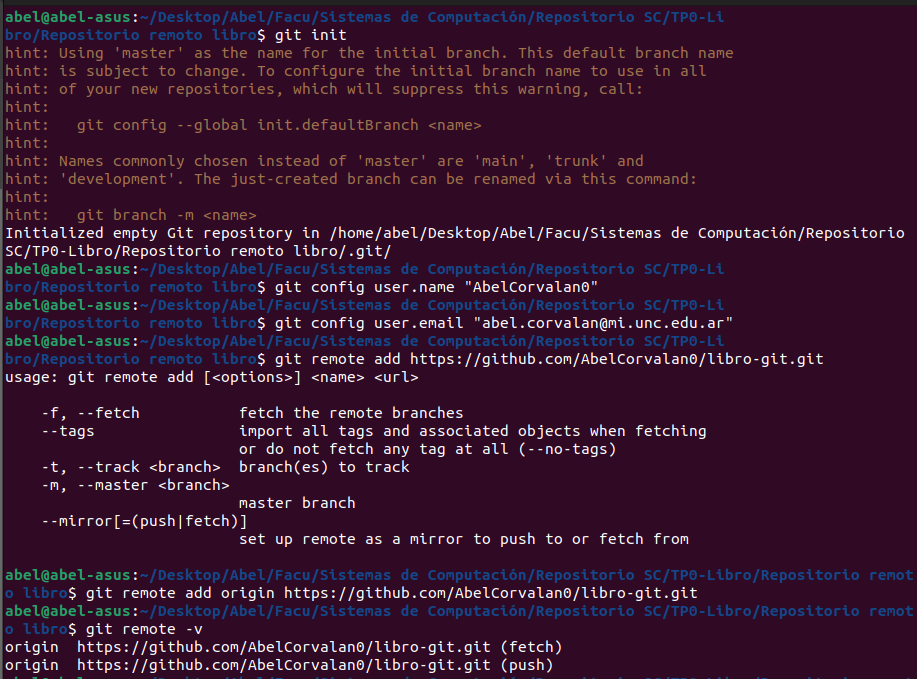 abel@abel-asus:~/Desktop/Abel/Facu/Sistemas de Computación/Repositorio SC/TP0-Li
bro/Repositorio remoto libro$ git init
hint: Using 'master' as the name for the initial branch. This default branch name
hint: is subject to change. To configure the initial branch name to use in all
hint: of your new repositories, which will suppress this warning, call:
hint:
hint:   git config --global init.defaultBranch <name>
hint:
hint: Names commonly chosen instead of 'master' are 'main', 'trunk' and
hint: 'development'. The just-created branch can be renamed via this command:
hint:
hint:   git branch -m <name>
Initialized empty Git repository in /home/abel/Desktop/Abel/Facu/Sistemas de Computación/Repositorio
SC/TP0-Libro/Repositorio remoto libro/.git/
abel@abel-asus:~/Desktop/Abel/Facu/Sistemas de Computación/Repositorio SC/TP0-Li
bro/Repositorio remoto libro$ git config user.name "AbelCorvalan0"
abel@abel-asus:~/Desktop/Abel/Facu/Sistemas de Computación/Repositorio SC/TP0-Li
bro/Repositorio remoto libro$ git config user.email "abel.corvalan@mi.unc.edu.ar"
abel@abel-asus:~/Desktop/Abel/Facu/Sistemas de Computación/Repositorio SC/TP0-Li
bro/Repositorio remoto libro$ git remote add https://github.com/AbelCorvalan0/libro-git.git
usage: git remote add [<options>] <name> <url>
    -f, --fetch           fetch the remote branches
    --tags                import all tags and associated objects when fetching
                          or do not fetch any tag at all (--no-tags)
    -t, --track <branch>  branch(es) to track
    -m, --master <branch>
                          master branch
    --mirror[=(push|fetch)]
                          set up remote as a mirror to push to or fetch from
abel@abel-asus:~/Desktop/Abel/Facu/Sistemas de Computación/Repositorio SC/TP0-Libro/Repositorio remot
o libro$ git remote add origin https://github.com/AbelCorvalan0/libro-git.git
abel@abel-asus:~/Desktop/Abel/Facu/Sistemas de Computación/Repositorio SC/TP0-Libro/Repositorio remot
o libro$ git remote -v
origin  https://github.com/AbelCorvalan0/libro-git.git (fetch)
origin  https://github.com/AbelCorvalan0/libro-git.git (push)